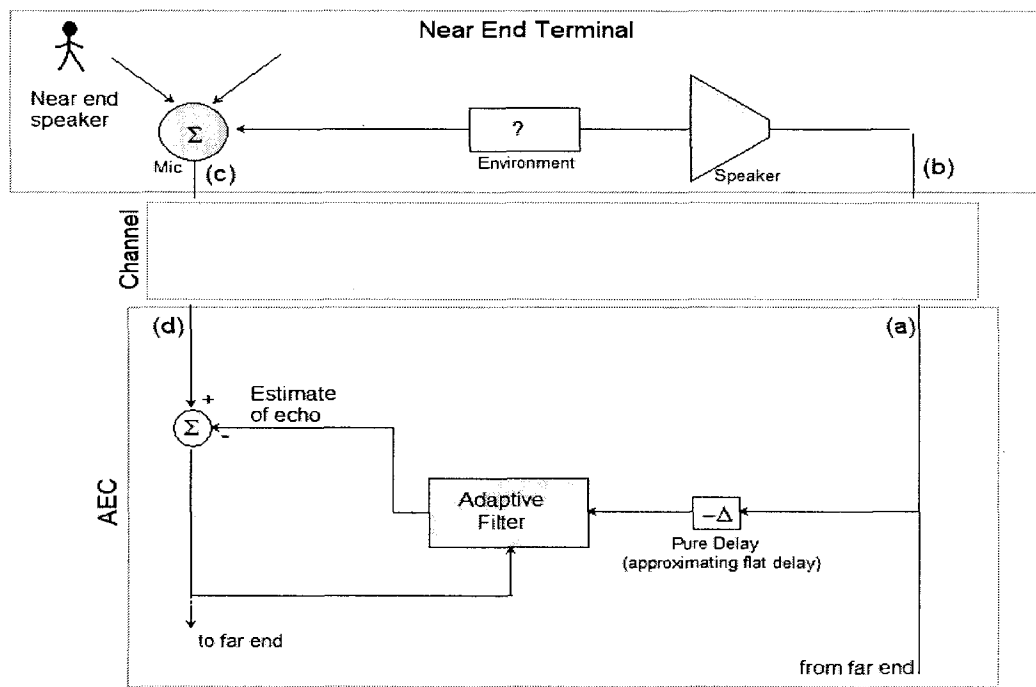 Near End Terminal
Near end
speaker
Σ
Mic
(c)
?
Environment
Speaker
(b)
Channel
(d)
(a)
+
Σ
-
Estimate
of echo
AEC
Adaptive
Filter
-Δ
Pure Delay
(approximating flat delay)
to far end
from far end